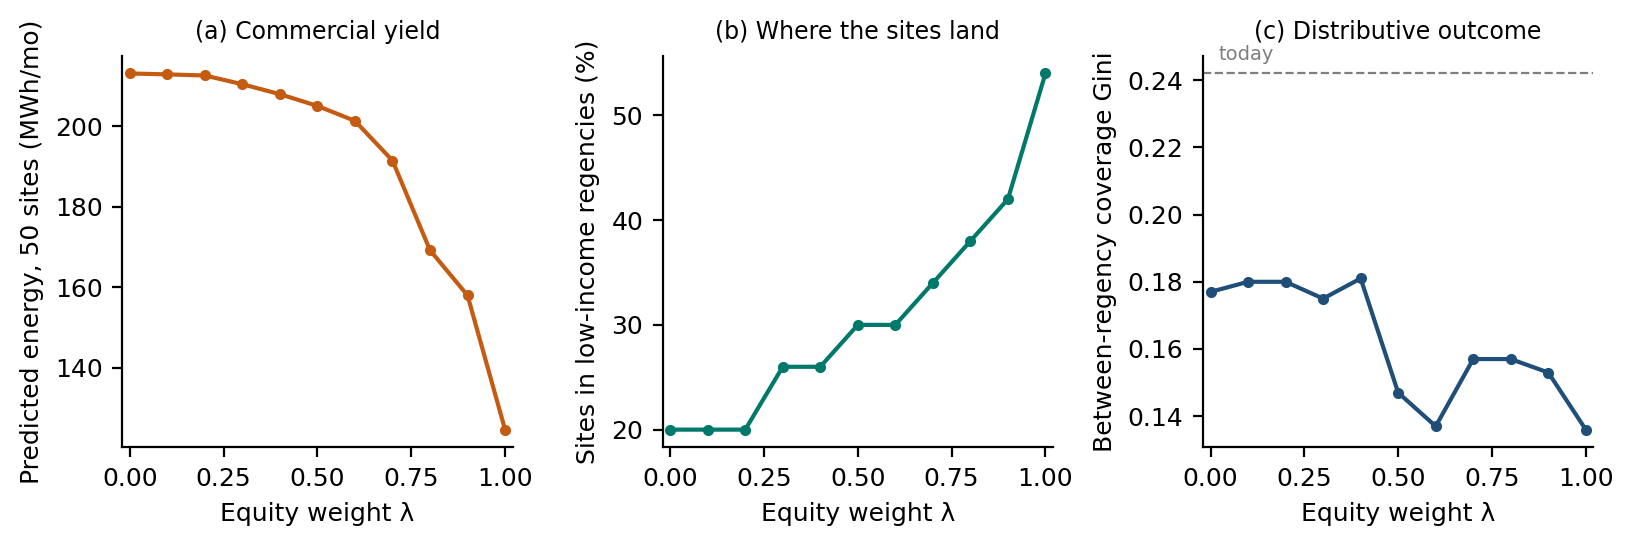 (a) Commercial yield
Predicted energy, 50 sites (MWh/mo)
200
180
160
140
0.00 0.25 0.50 0.75 1.00
Equity weight λ
(b) Where the sites land
Sites in low-income regencies (%)
50
40
30
20
0.00 0.25 0.50 0.75 1.00
Equity weight λ
(c) Distributive outcome
today
Between-regency coverage Gini
0.24
0.22
0.20
0.18
0.16
0.14
0.00 0.25 0.50 0.75 1.00
Equity weight λ